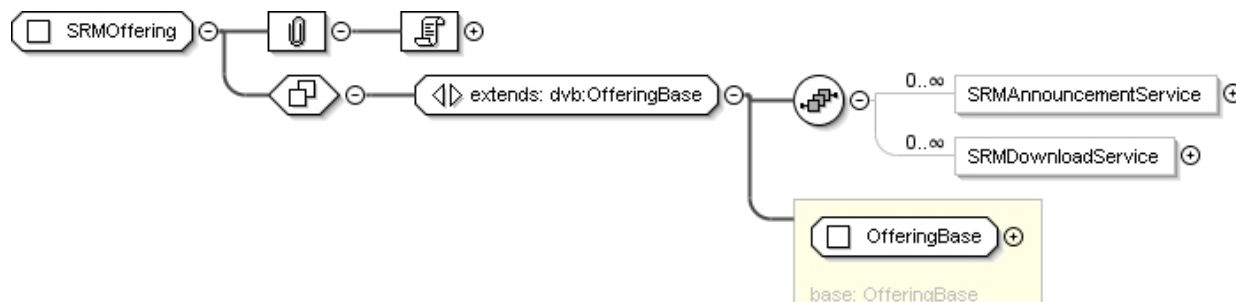 SRMOffering
extends: dvb:OfferingBase
0..∞
SRMAnnouncementService
0..∞
SRMDownloadService
OfferingBase
base: OfferingBase